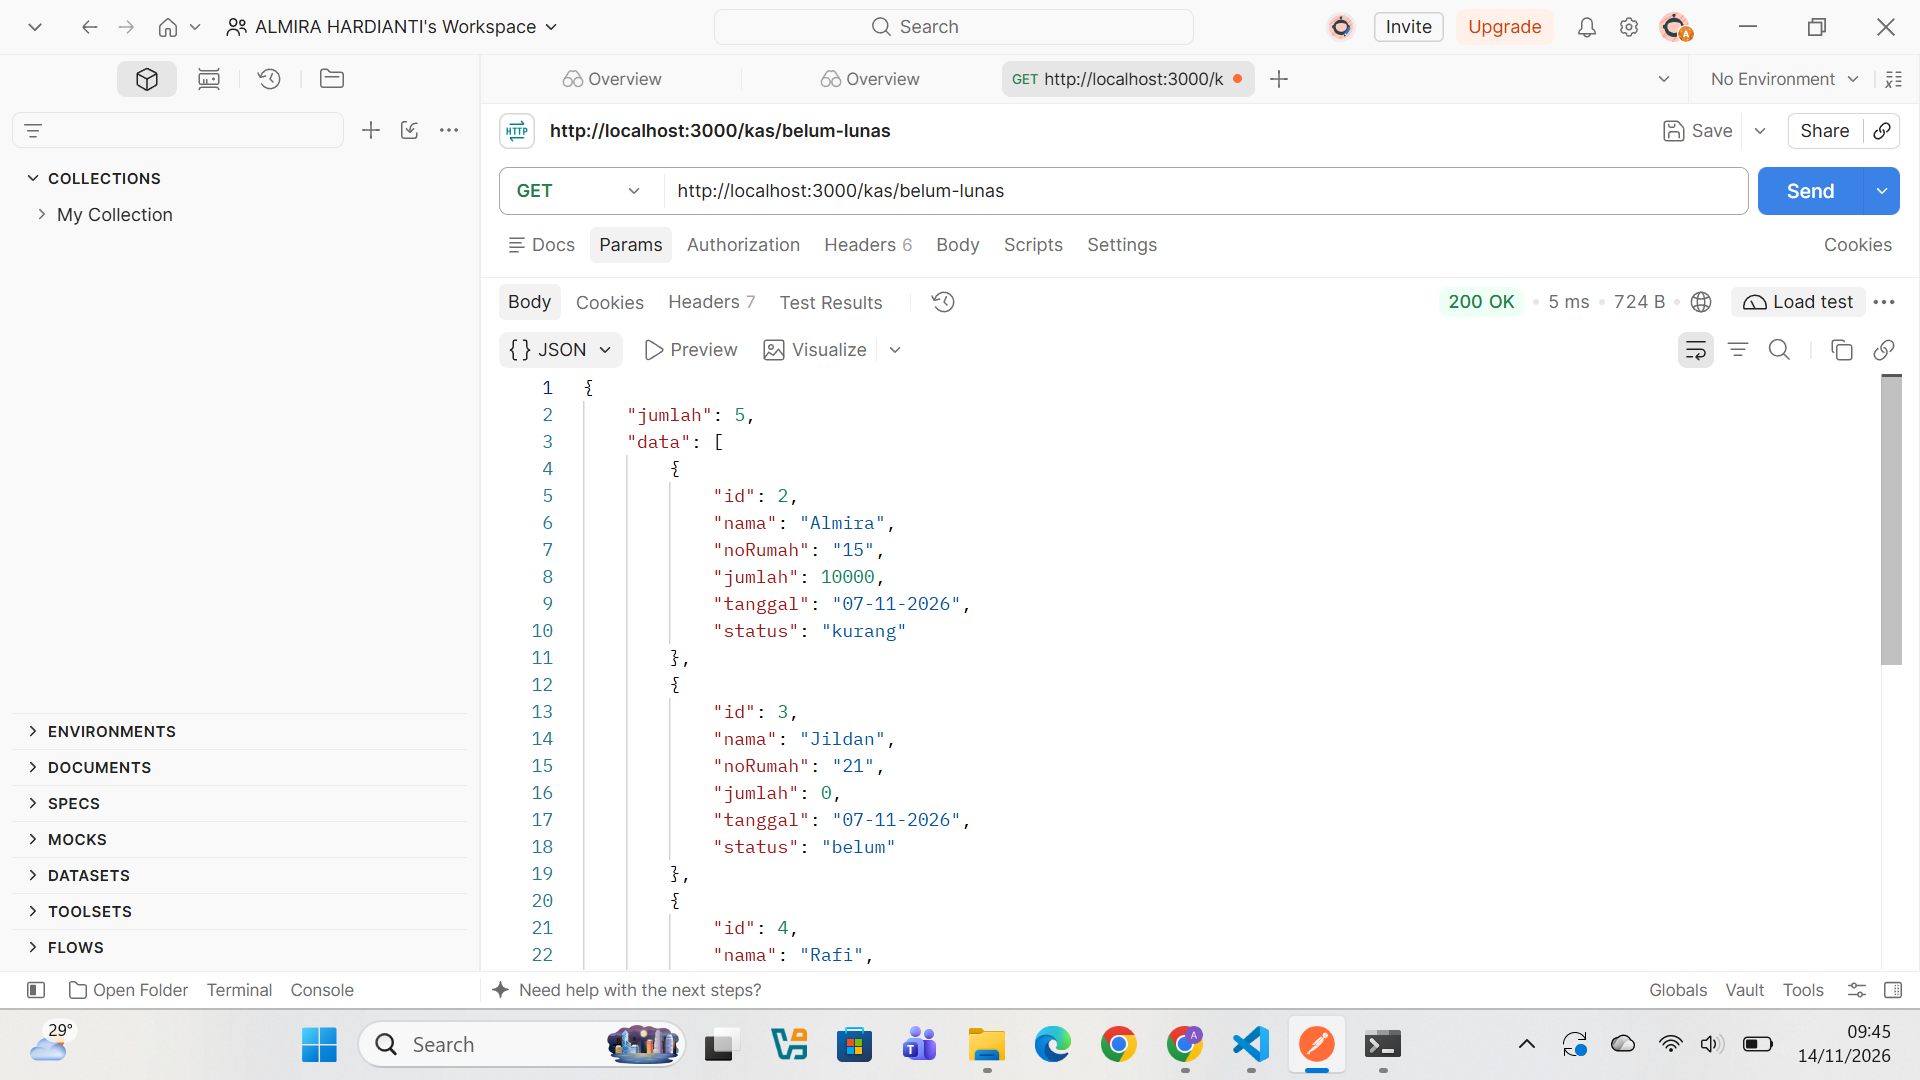 ALMIRA HARDIANTI's Workspace
Search
Invite
Upgrade
A
Overview
Overview
GET http://localhost:3000/k
No Environment
HTTP http://localhost:3000/kas/belum-lunas
Save
Share
COLLECTIONS
My Collection
GET http://localhost:3000/kas/belum-lunas
Send
Docs Params Authorization Headers 6 Body Scripts Settings
Cookies
Body Cookies Headers 7 Test Results
200 OK • 5 ms • 724 B •
Load test
{} JSON Preview Visualize
1 {
2 "jumlah": 5,
3 "data": [
4 {
5 "id": 2,
6 "nama": "Almira",
7 "noRumah": "15",
8 "jumlah": 10000,
9 "tanggal": "07-11-2026",
10 "status": "kurang"
11 },
12 {
13 "id": 3,
14 "nama": "Jildan",
15 "noRumah": "21",
16 "jumlah": 0,
17 "tanggal": "07-11-2026",
18 "status": "belum"
19 },
20 {
21 "id": 4,
22 "nama": "Rafi",
ENVIRONMENTS
DOCUMENTS
SPECS
MOCKS
DATASETS
TOOLSETS
FLOWS
Open Folder Terminal Console
Need help with the next steps?
Globals Vault Tools
29°
Search
09:45
14/11/2026